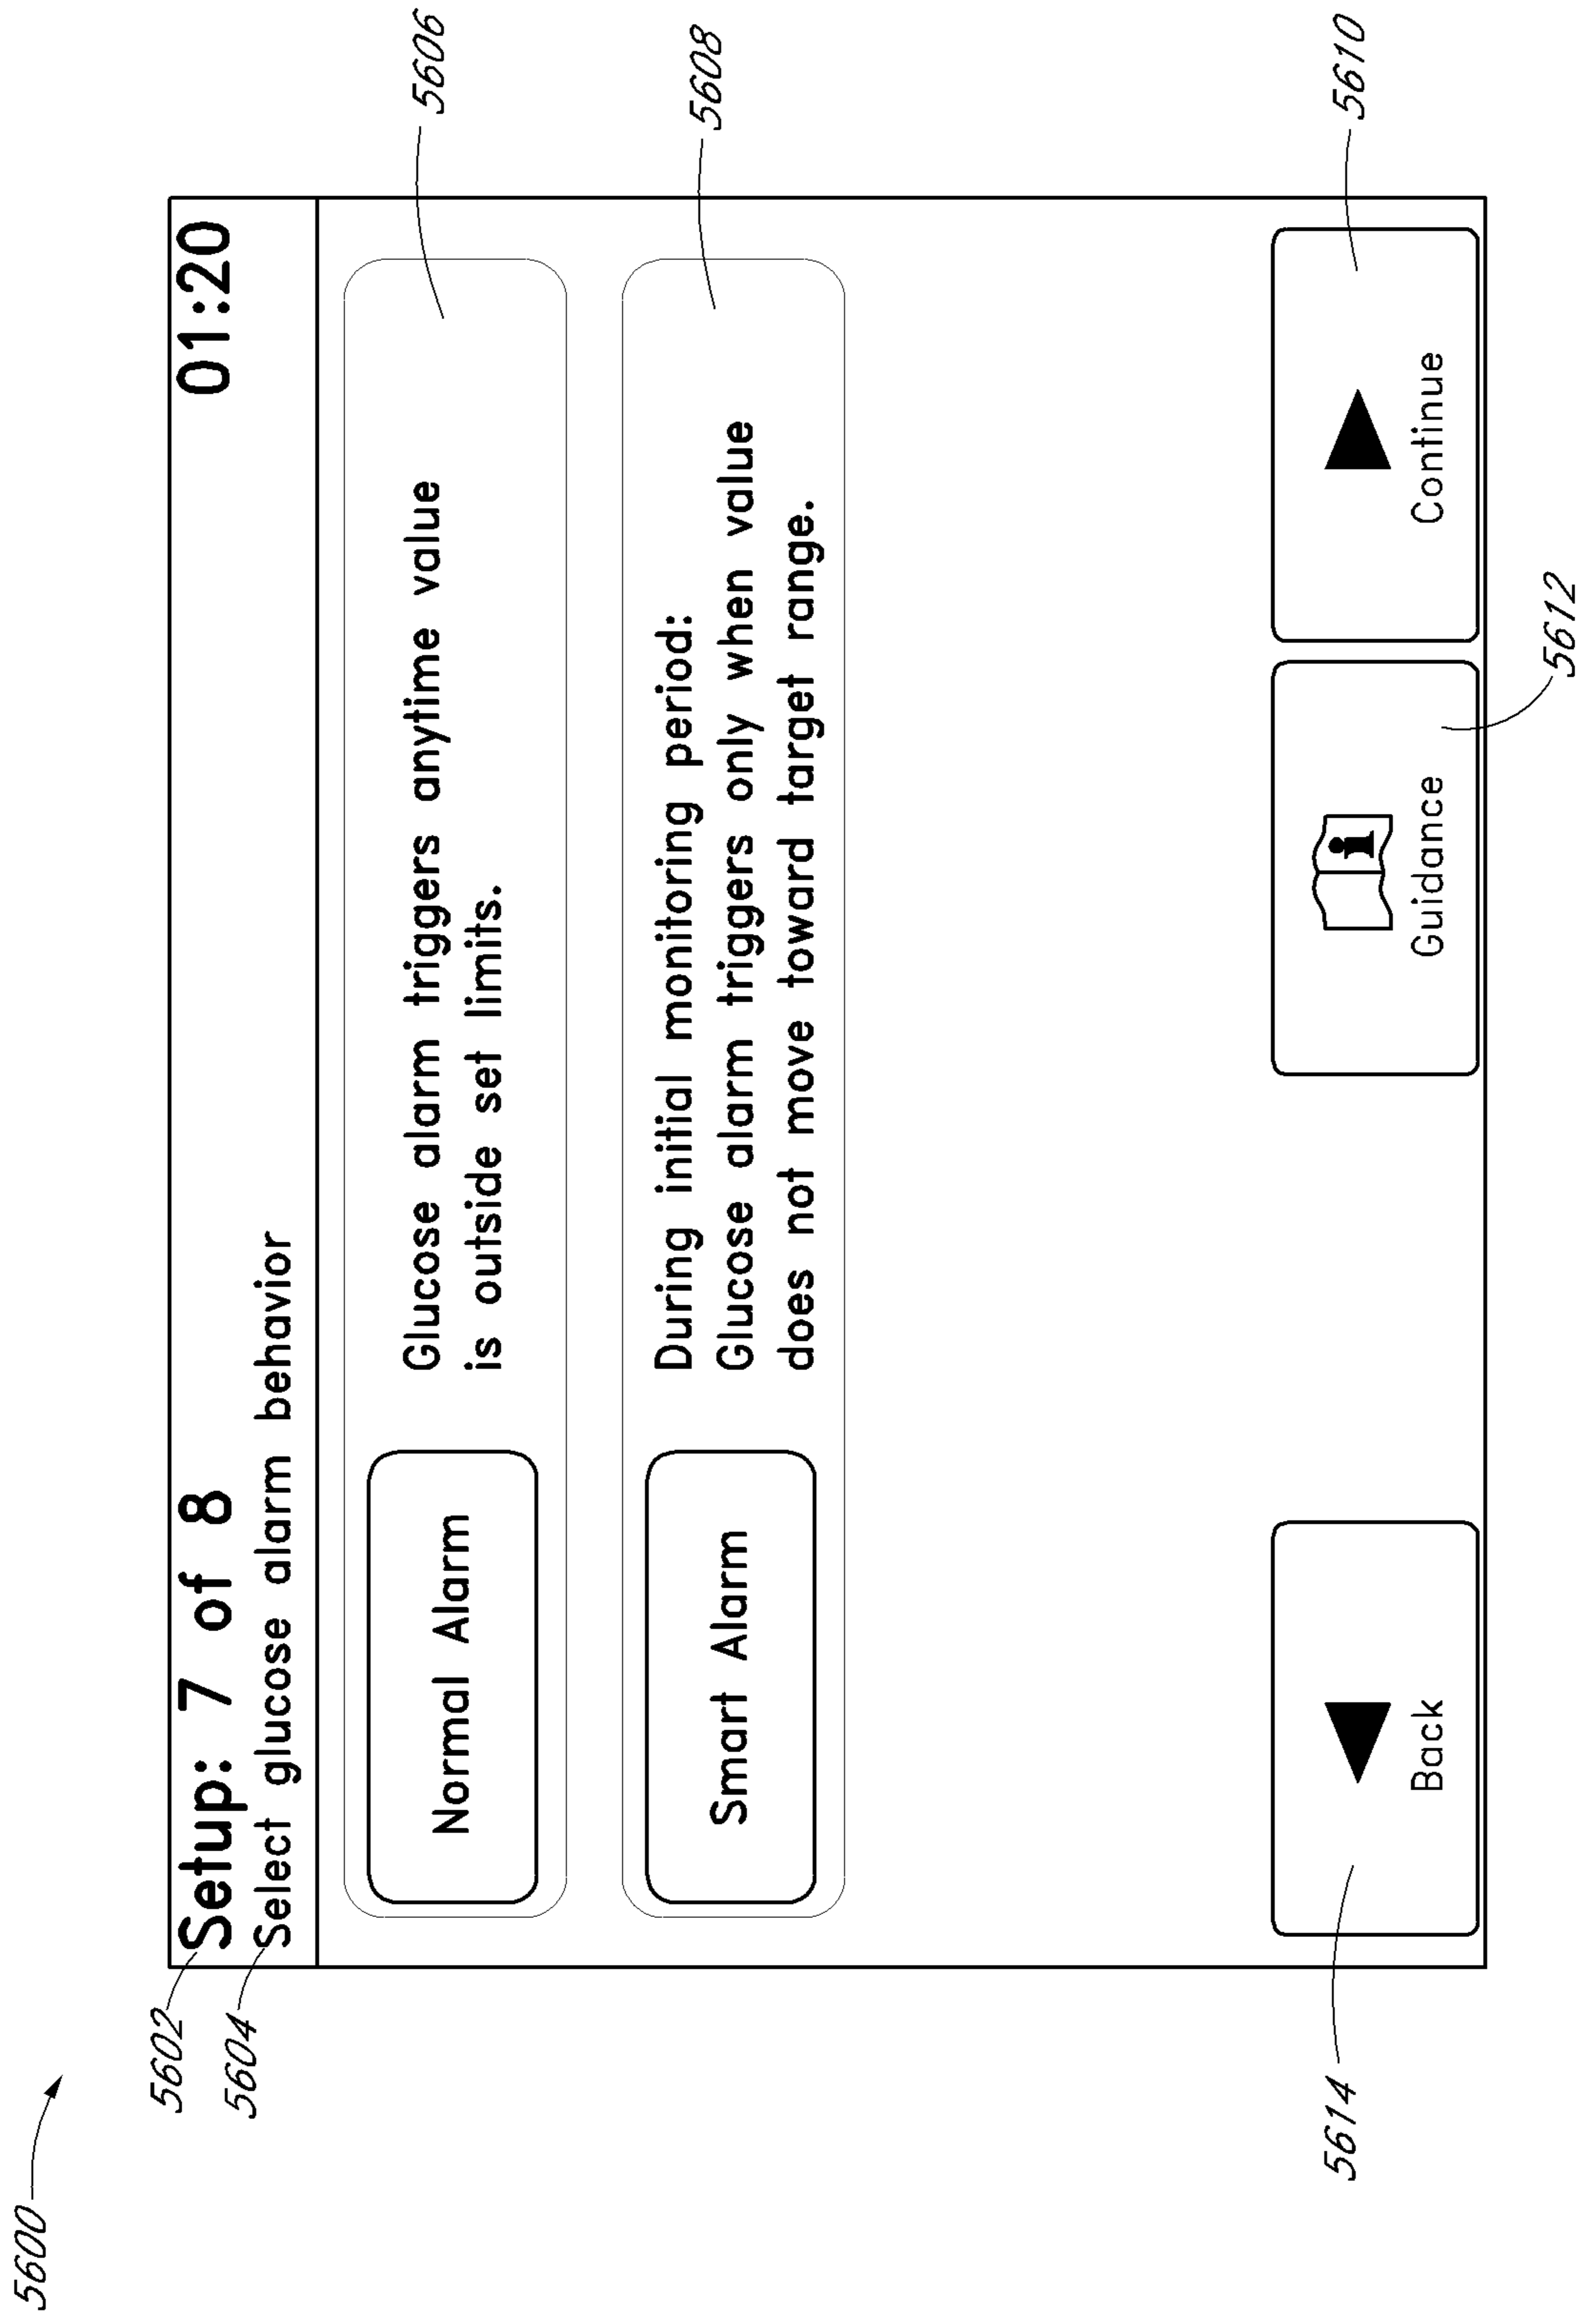 5600
5602
Setup: 7 of 8
01:20
5604
Select glucose alarm behavior
Normal Alarm
Glucose alarm triggers anytime value
is outside set limits.
5606
Smart Alarm
During initial monitoring period:
Glucose alarm triggers only when value
does not move toward target range.
5608
5614
Back
Guidance
Continue
5610
5612